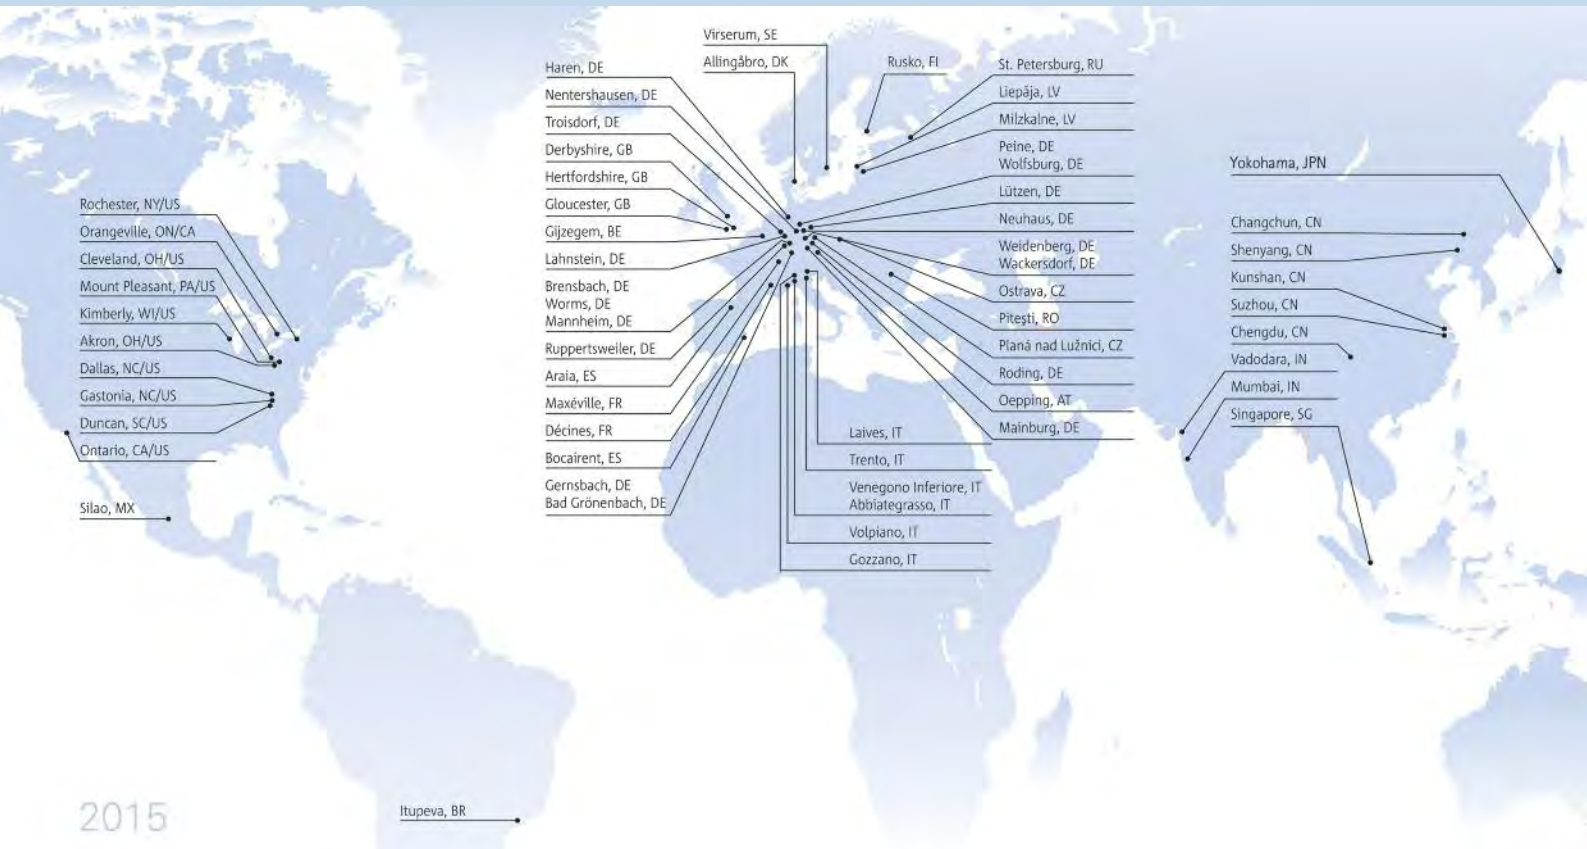 Virserum, SE
Allingåbro, DK
Rusko, FI
Haren, DE
Nentershausen, DE
Troisdorf, DE
Derbyshire, GB
Hertfordshire, GB
Gloucester, GB
Gijzegem, BE
Lahnstein, DE
Brensbach, DE
Worms, DE
Mannheim, DE
Ruppertsweiler, DE
Araia, ES
Maxéville, FR
Décines, FR
Bocairent, ES
Gernsbach, DE
Bad Grönenbach, DE
St. Petersburg, RU
Liepāja, LV
Milzkalne, LV
Peine, DE
Wolfsburg, DE
Lützen, DE
Neuhaus, DE
Weidenberg, DE
Wackersdorf, DE
Ostrava, CZ
Piteşti, RO
Planá nad Lužnicí, CZ
Roding, DE
Oepping, AT
Mainburg, DE
Laives, IT
Trento, IT
Venegono Inferiore, IT
Abbiategrasso, IT
Volpiano, IT
Gozzano, IT
Rochester, NY/US
Orangeville, ON/CA
Cleveland, OH/US
Mount Pleasant, PA/US
Kimberly, WI/US
Akron, OH/US
Dallas, NC/US
Gastonia, NC/US
Duncan, SC/US
Ontario, CA/US
Silao, MX
Itupeva, BR
Yokohama, JPN
Changchun, CN
Shenyang, CN
Kunshan, CN
Suzhou, CN
Chengdu, CN
Vadodara, IN
Mumbai, IN
Singapore, SG
2015